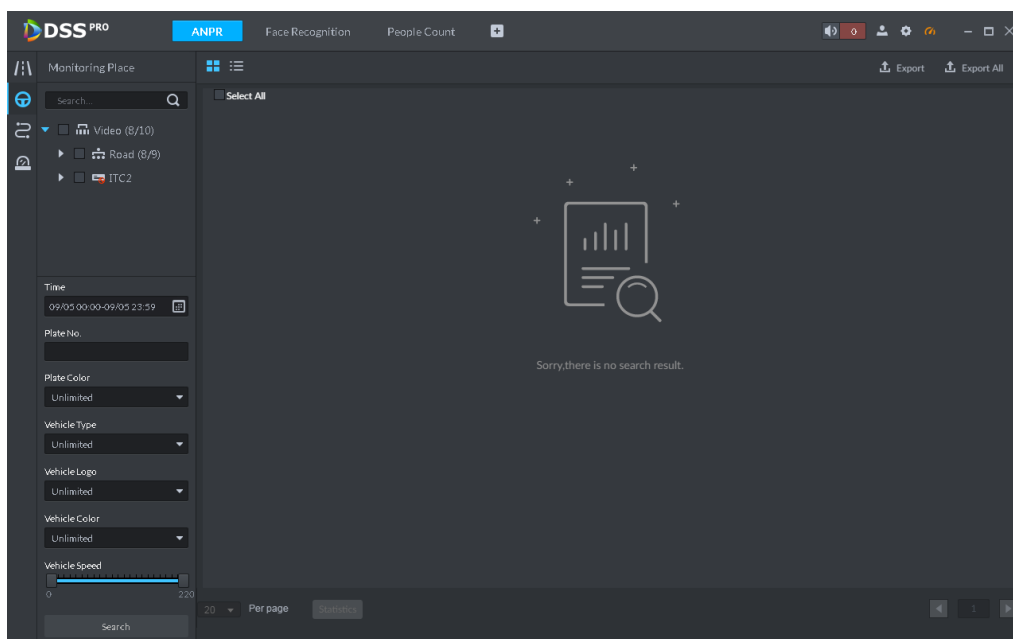 DSS PRO ANPR Face Recognition People Count 0
Monitoring Place Export Export All
Search...
Select All
Video (8/10)
Road (8/9)
ITC2
Sorry,there is no search result.
Time
09/05 00:00-09/05 23:59
Plate No.
Plate Color
Unlimited
Vehicle Type
Unlimited
Vehicle Logo
Unlimited
Vehicle Color
Unlimited
Vehicle Speed
0 220
Search
20 Per page Statistics 1